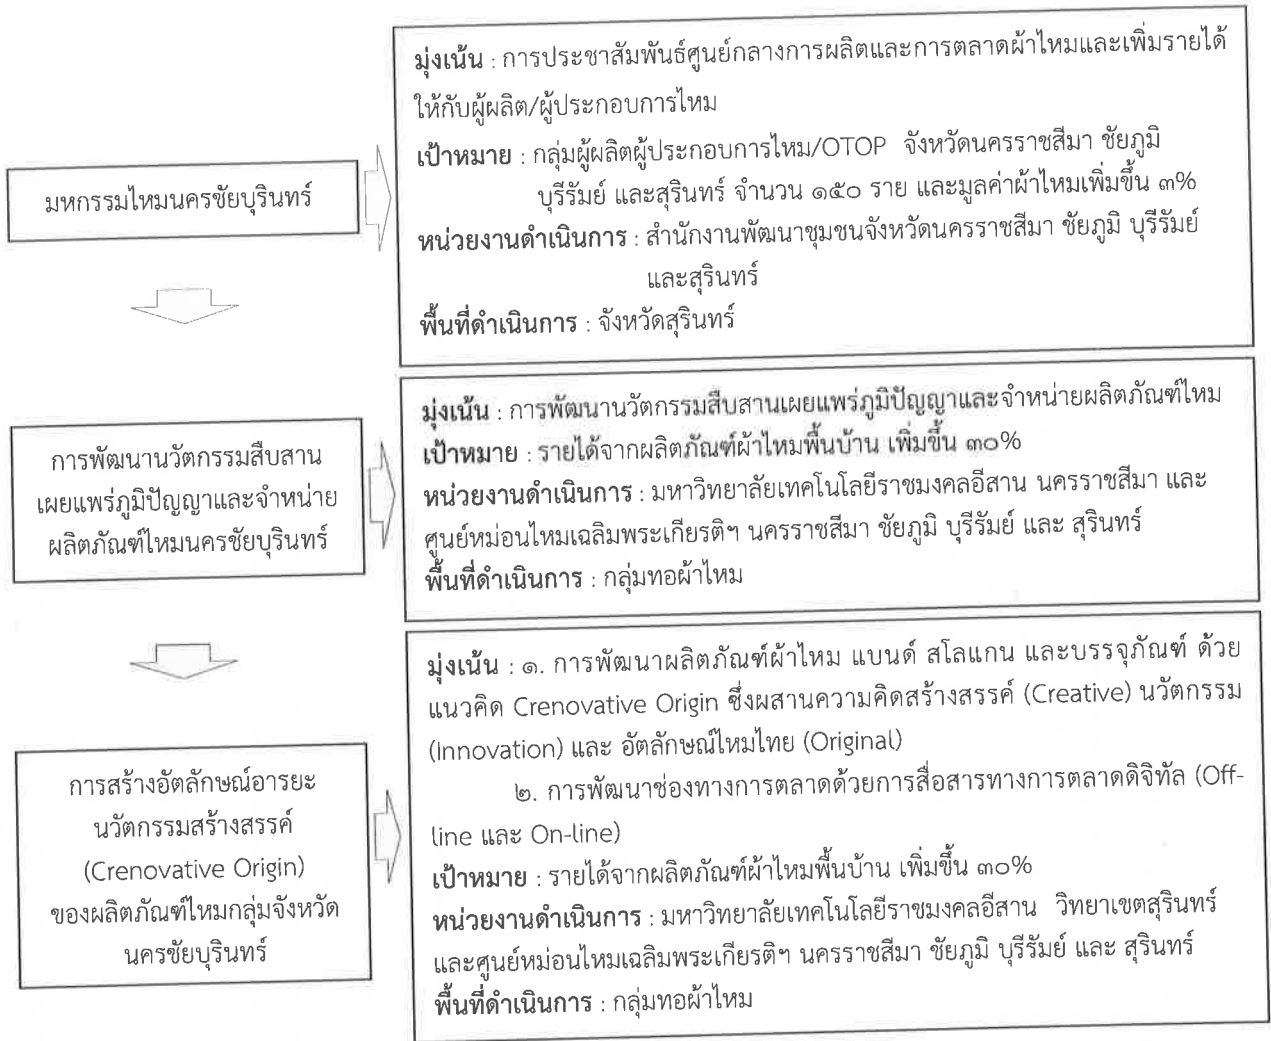 มหกรรมไหมนครชัยบุรินทร์
มุ่งเน้น : การประชาสัมพันธ์ศูนย์กลางการผลิตและการตลาดผ้าไหมและเพิ่มรายได้
ให้กับผู้ผลิต/ผู้ประกอบการไหม
เป้าหมาย : กลุ่มผู้ผลิตผู้ประกอบการไหม/OTOP จังหวัดนครราชสีมา ชัยภูมิ
บุรีรัมย์ และสุรินทร์ จำนวน ๑๕๐ ราย และมูลค่าผ้าไหมเพิ่มขึ้น ๓%
หน่วยงานดำเนินการ : สำนักงานพัฒนาชุมชนจังหวัดนครราชสีมา ชัยภูมิ บุรีรัมย์
และสุรินทร์
พื้นที่ดำเนินการ : จังหวัดสุรินทร์
การพัฒนานวัตกรรมสืบสาน
เผยแพร่ภูมิปัญญาและจำหน่าย
ผลิตภัณฑ์ไหมนครชัยบุรินทร์
มุ่งเน้น : การพัฒนานวัตกรรมสืบสานเผยแพร่ภูมิปัญญาและจำหน่ายผลิตภัณฑ์ไหม
เป้าหมาย : รายได้จากผลิตภัณฑ์ผ้าไหมพื้นบ้าน เพิ่มขึ้น ๓๐%
หน่วยงานดำเนินการ : มหาวิทยาลัยเทคโนโลยีราชมงคลอีสาน นครราชสีมา และ
ศูนย์หม่อนไหมเฉลิมพระเกียรติฯ นครราชสีมา ชัยภูมิ บุรีรัมย์ และ สุรินทร์
พื้นที่ดำเนินการ : กลุ่มทอผ้าไหม
การสร้างอัตลักษณ์อารยะ
นวัตกรรมสร้างสรรค์
(Crenovative Origin)
ของผลิตภัณฑ์ไหมกลุ่มจังหวัด
นครชัยบุรินทร์
มุ่งเน้น : ๑. การพัฒนาผลิตภัณฑ์ผ้าไหม แบนด์ สโลแกน และบรรจุภัณฑ์ ด้วย
แนวคิด Crenovative Origin ซึ่งผสานความคิดสร้างสรรค์ (Creative) นวัตกรรม
(Innovation) และ อัตลักษณ์ไหมไทย (Original)
๒. การพัฒนาช่องทางการตลาดด้วยการสื่อสารทางการตลาดดิจิทัล (Off-
line และ On-line)
เป้าหมาย : รายได้จากผลิตภัณฑ์ผ้าไหมพื้นบ้าน เพิ่มขึ้น ๓๐%
หน่วยงานดำเนินการ : มหาวิทยาลัยเทคโนโลยีราชมงคลอีสาน วิทยาเขตสุรินทร์
และศูนย์หม่อนไหมเฉลิมพระเกียรติฯ นครราชสีมา ชัยภูมิ บุรีรัมย์ และ สุรินทร์
พื้นที่ดำเนินการ : กลุ่มทอผ้าไหม